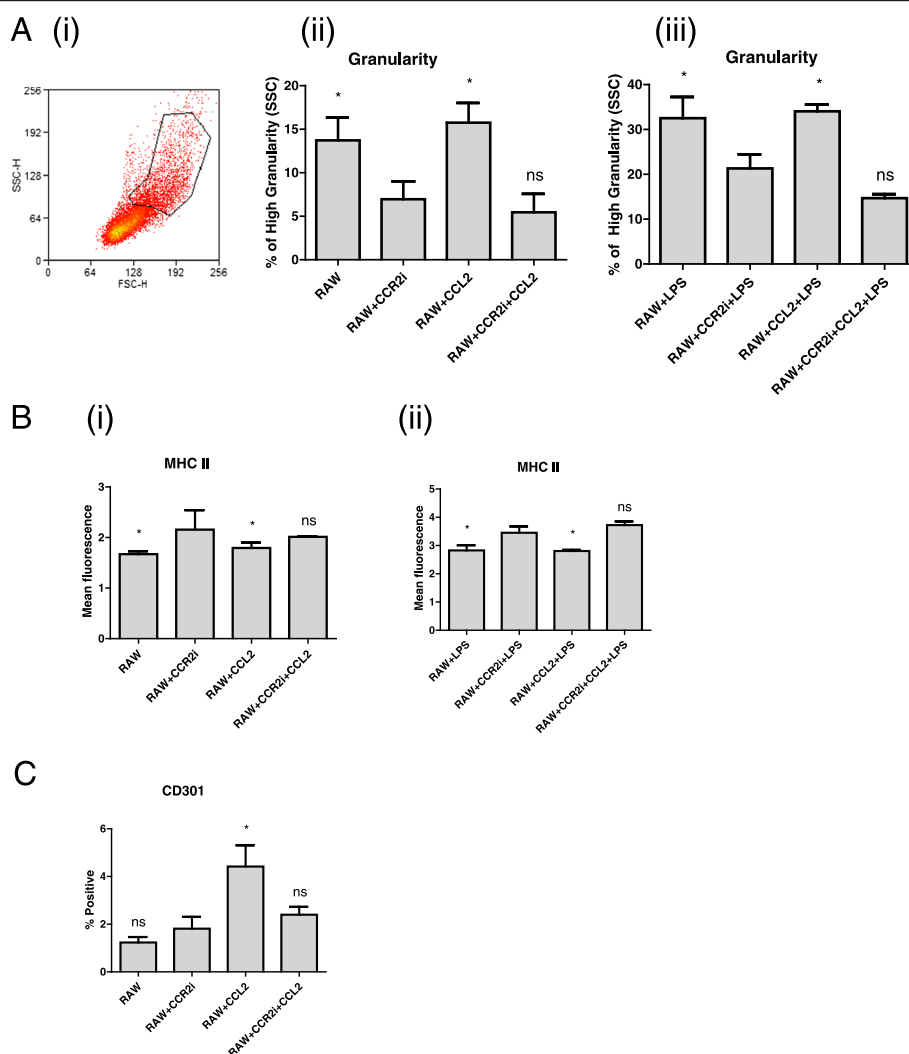 A (i)
(ii)
(iii)
SSC-H
256
192
128
64
0
0 64 128 192 256
FSC-H
Granularity
% of High Granularity (SSC)
20
15
10
5
0
*
*
ns
RAW
RAW+CCR2i
RAW+CCL2
RAW+CCR2i+CCL2
Granularity
% of High Granularity (SSC)
40
30
20
10
0
*
*
ns
RAW+LPS
RAW+CCR2i+LPS
RAW+CCL2+LPS
RAW+CCR2i+CCL2+LPS
B (i)
(ii)
MHC II
Mean fluorescence
3
2
1
0
*
*
ns
RAW
RAW+CCR2i
RAW+CCL2
RAW+CCR2i+CCL2
MHC II
Mean fluorescence
5
4
3
2
1
0
*
*
ns
RAW+LPS
RAW+CCR2i+LPS
RAW+CCL2+LPS
RAW+CCR2i+CCL2+LPS
C
CD301
% Positive
6
4
2
0
ns
*
ns
RAW
RAW+CCR2i
RAW+CCL2
RAW+CCR2i+CCL2